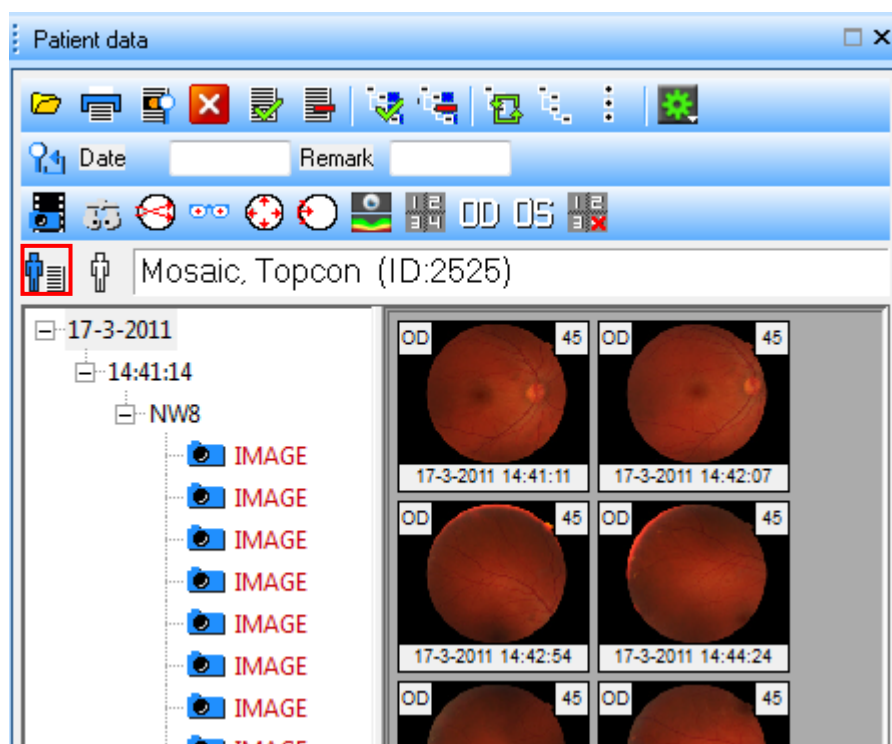 Patient data
Date
Remark
OD OS
Mosaic, Topcon (ID:2525)
17-3-2011
14:41:14
NW8
IMAGE
IMAGE
IMAGE
IMAGE
IMAGE
IMAGE
IMAGE
IMAGE
OD 45
17-3-2011 14:41:11
OD 45
17-3-2011 14:42:07
OD 45
17-3-2011 14:42:54
OD 45
17-3-2011 14:44:24
OD 45
OD 45